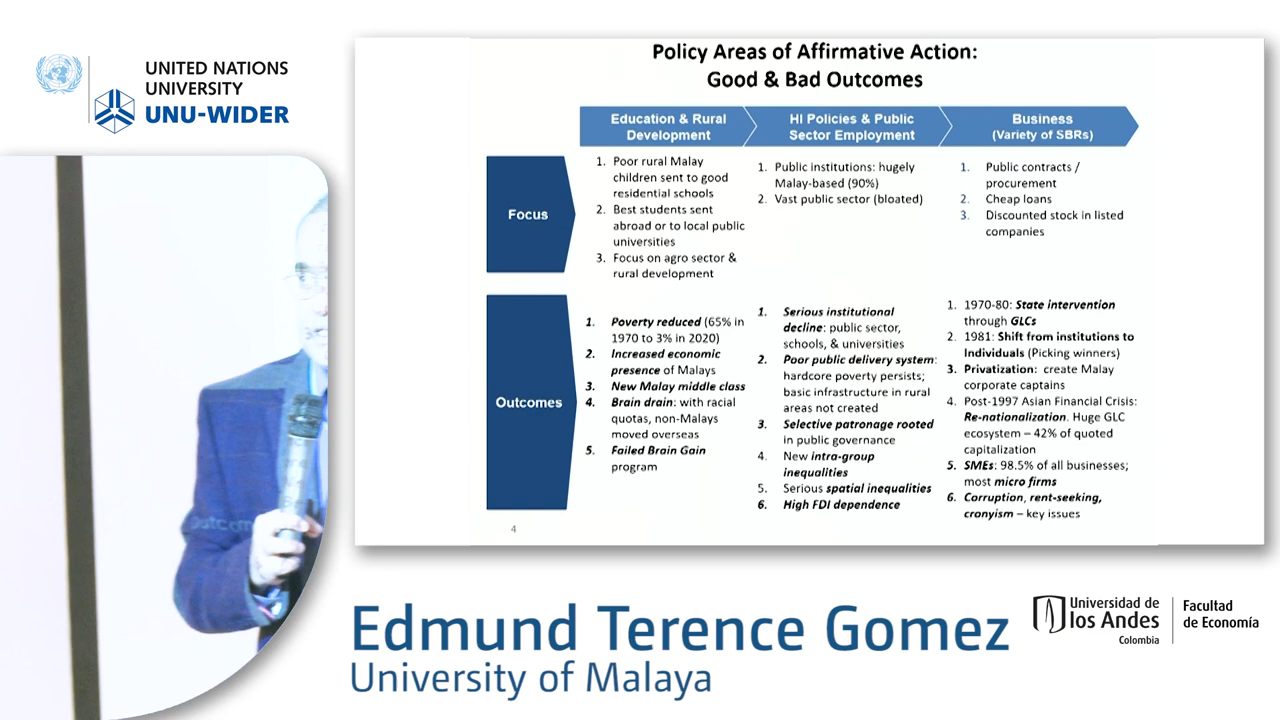 UNITED NATIONS
UNIVERSITY
UNU-WIDER
Policy Areas of Affirmative Action:
Good & Bad Outcomes
Education & Rural
Development
HI Policies & Public
Sector Employment
Business
(Variety of SBRs)
Focus
1. Poor rural Malay
children sent to good
residential schools
2. Best students sent
abroad or to local public
universities
3. Focus on agro sector &
rural development
1. Public institutions: hugely
Malay-based (90%)
2. Vast public sector (bloated)
1. Public contracts /
procurement
2. Cheap loans
3. Discounted stock in listed
companies
Outcomes
1. Poverty reduced (65% in
1970 to 3% in 2020)
2. Increased economic
presence of Malays
3. New Malay middle class
4. Brain drain: with racial
quotas, non-Malays
moved overseas
5. Failed Brain Gain
program
1. Serious institutional
decline: public sector,
schools, & universities
2. Poor public delivery system:
hardcore poverty persists;
basic infrastructure in rural
areas not created
3. Selective patronage rooted
in public governance
4. New intra-group
inequalities
5. Serious spatial inequalities
6. High FDI dependence
1. 1970-80: State intervention
through GLCs
2. 1981: Shift from institutions to
Individuals (Picking winners)
3. Privatization: create Malay
corporate captains
4. Post-1997 Asian Financial Crisis:
Re-nationalization. Huge GLC
ecosystem – 42% of quoted
capitalization
5. SMEs: 98.5% of all businesses;
most micro firms
6. Corruption, rent-seeking,
cronyism – key issues
4
Edmund Terence Gomez
University of Malaya
Universidad de
los Andes
Colombia
Facultad
de Economía